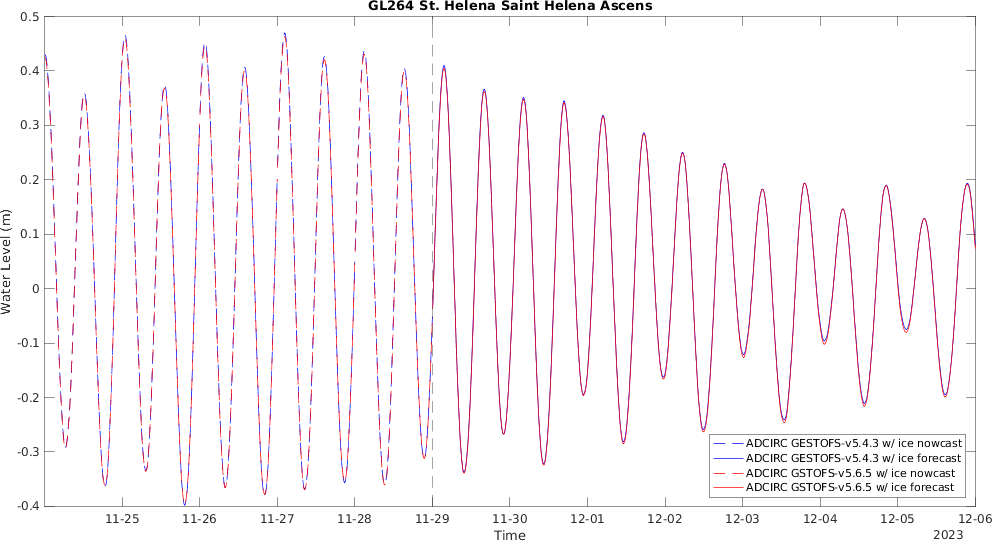 GL264 St. Helena Saint Helena Ascens
Water Level (m)
0.5
0.4
0.3
0.2
0.1
0
-0.1
-0.2
-0.3
-0.4
11-25 11-26 11-27 11-28 11-29 11-30 12-01 12-02 12-03 12-04 12-05 12-06
Time
2023
ADCIRC GESTOFS-v5.4.3 w/ ice nowcast
ADCIRC GESTOFS-v5.4.3 w/ ice forecast
ADCIRC GSTOFS-v5.6.5 w/ ice nowcast
ADCIRC GSTOFS-v5.6.5 w/ ice forecast